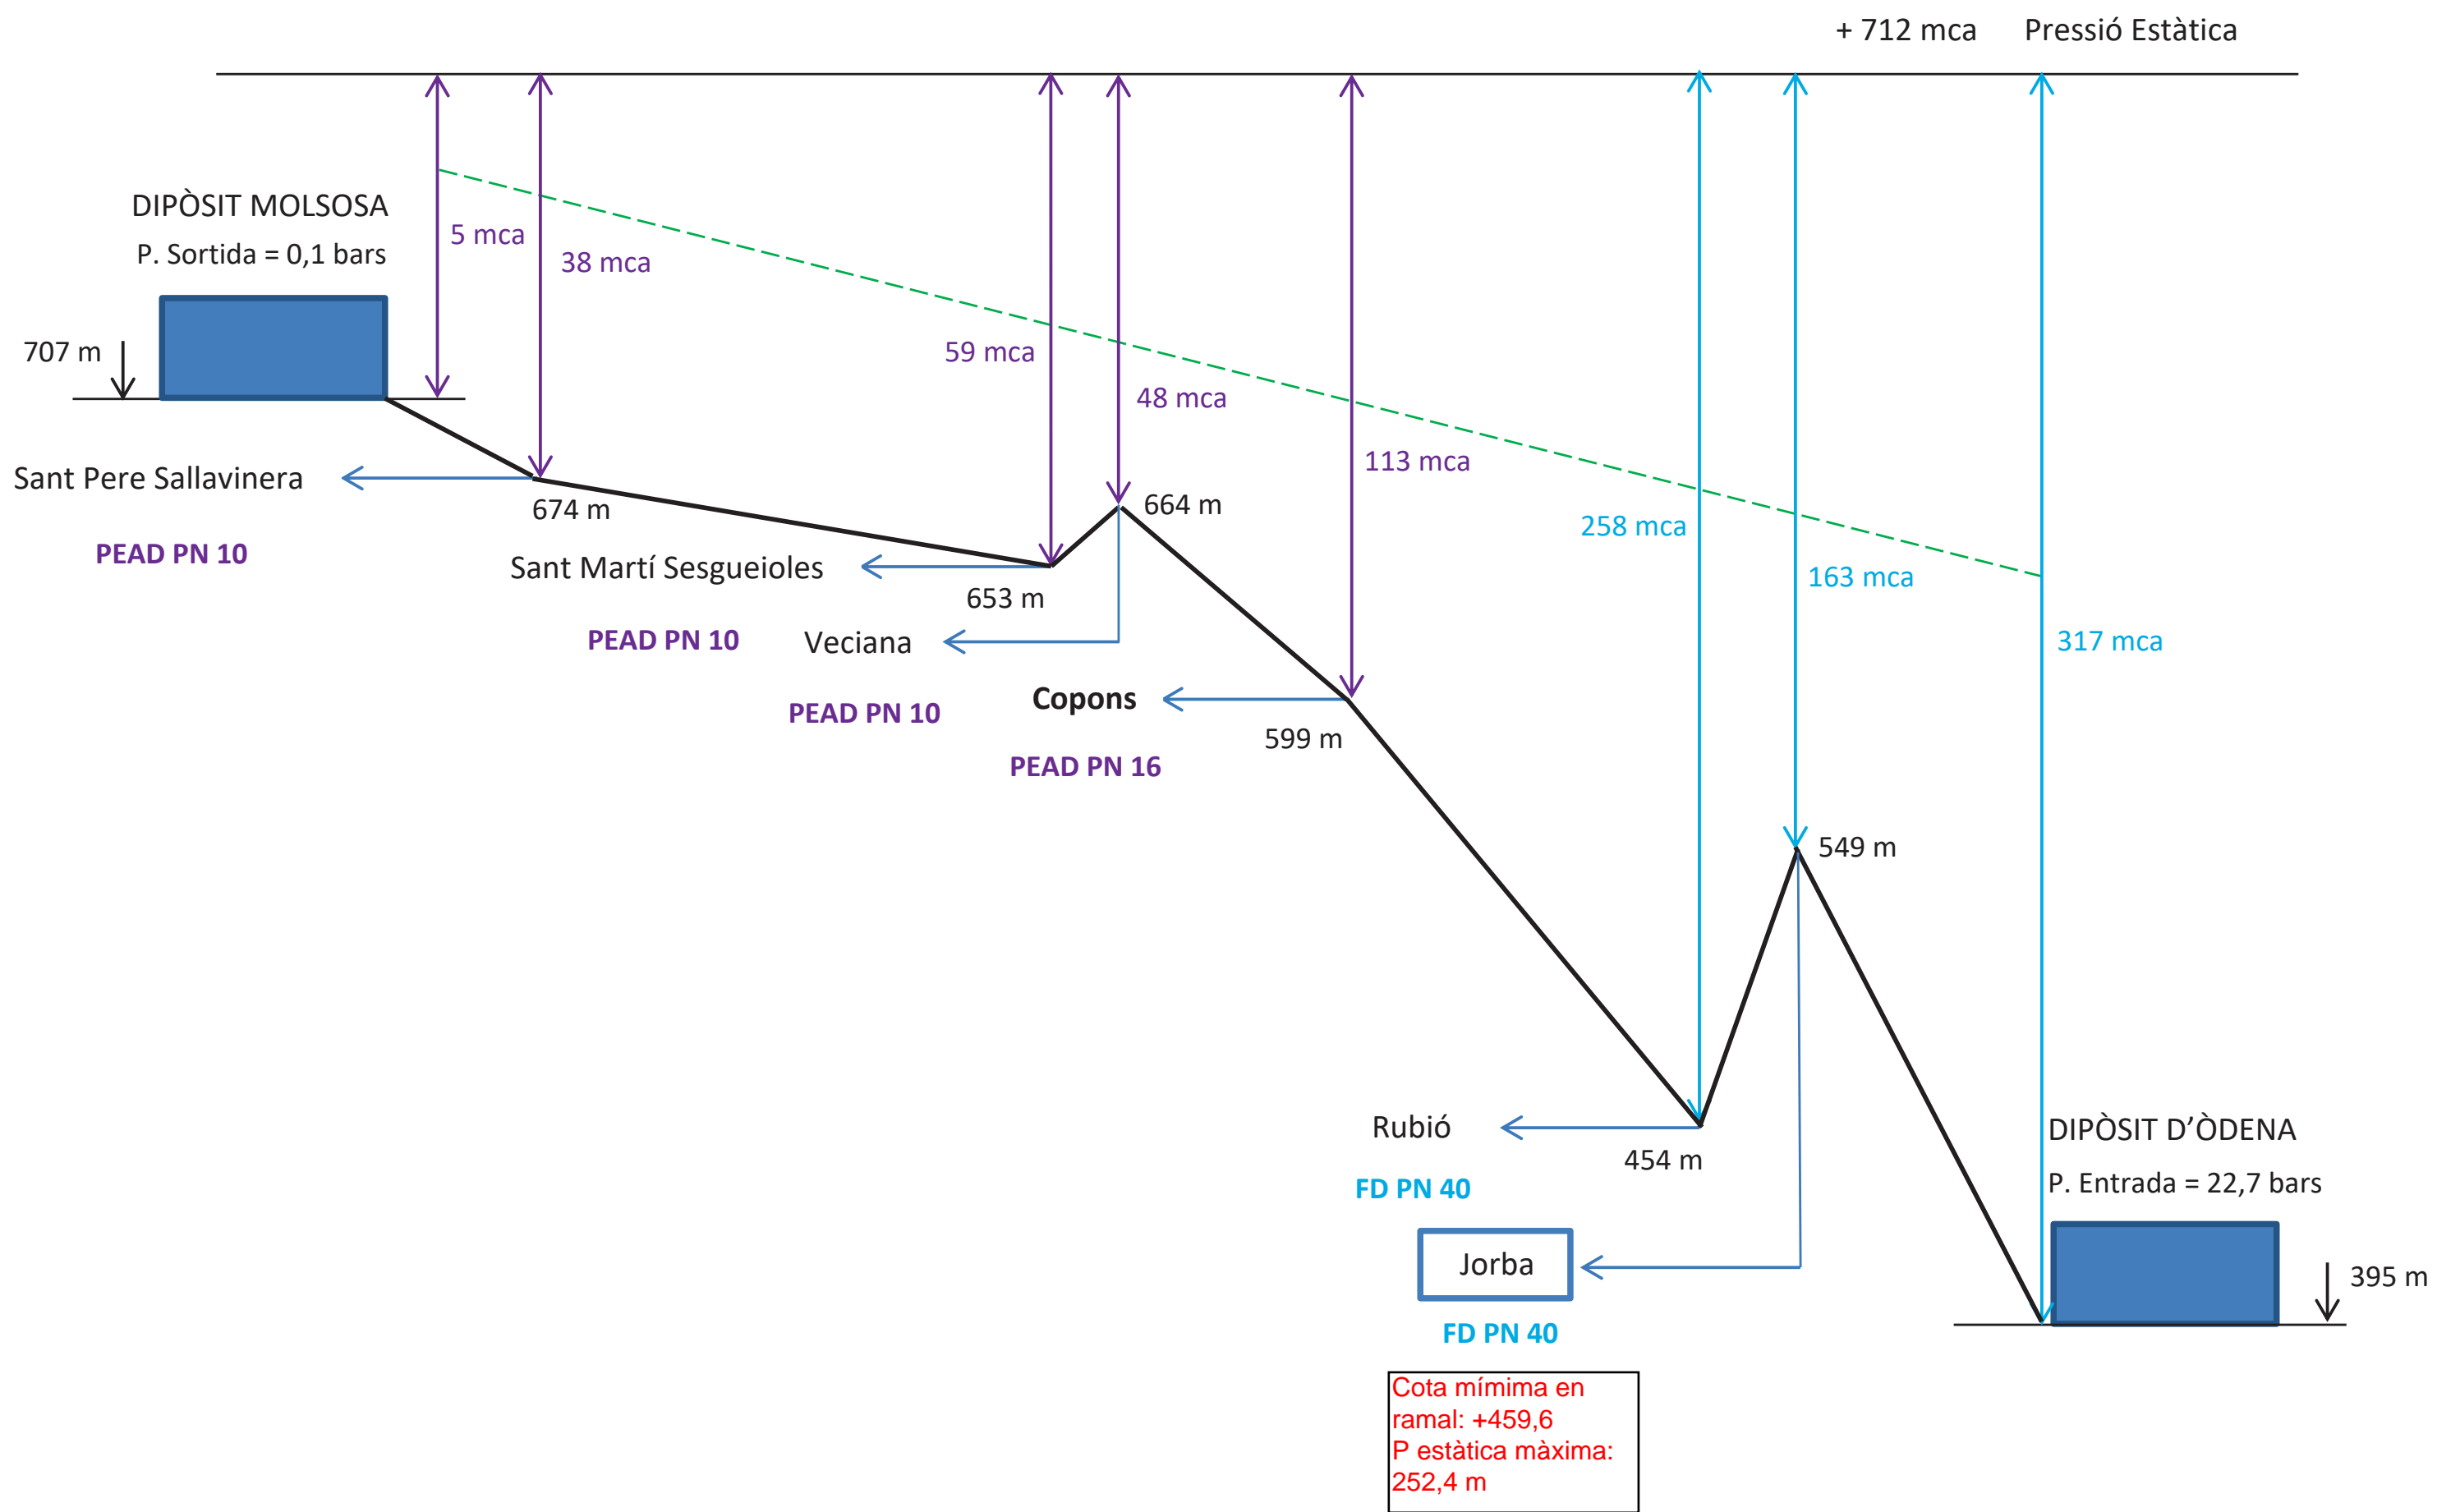 + 712 mca Pressió Estàtica
DIPÒSIT MOLSOSA
P. Sortida = 0,1 bars
5 mca
38 mca
707 m
59 mca
48 mca
113 mca
Sant Pere Sallavinera
674 m
664 m
258 mca
PEAD PN 10
Sant Martí Sesgueioles
163 mca
653 m
PEAD PN 10
Veciana
317 mca
Copons
PEAD PN 10
599 m
PEAD PN 16
549 m
Rubió
454 m
DIPÒSIT D’ÒDENA
P. Entrada = 22,7 bars
FD PN 40
Jorba
395 m
FD PN 40
Cota mímima en
ramal: +459,6
P estàtica màxima:
252,4 m